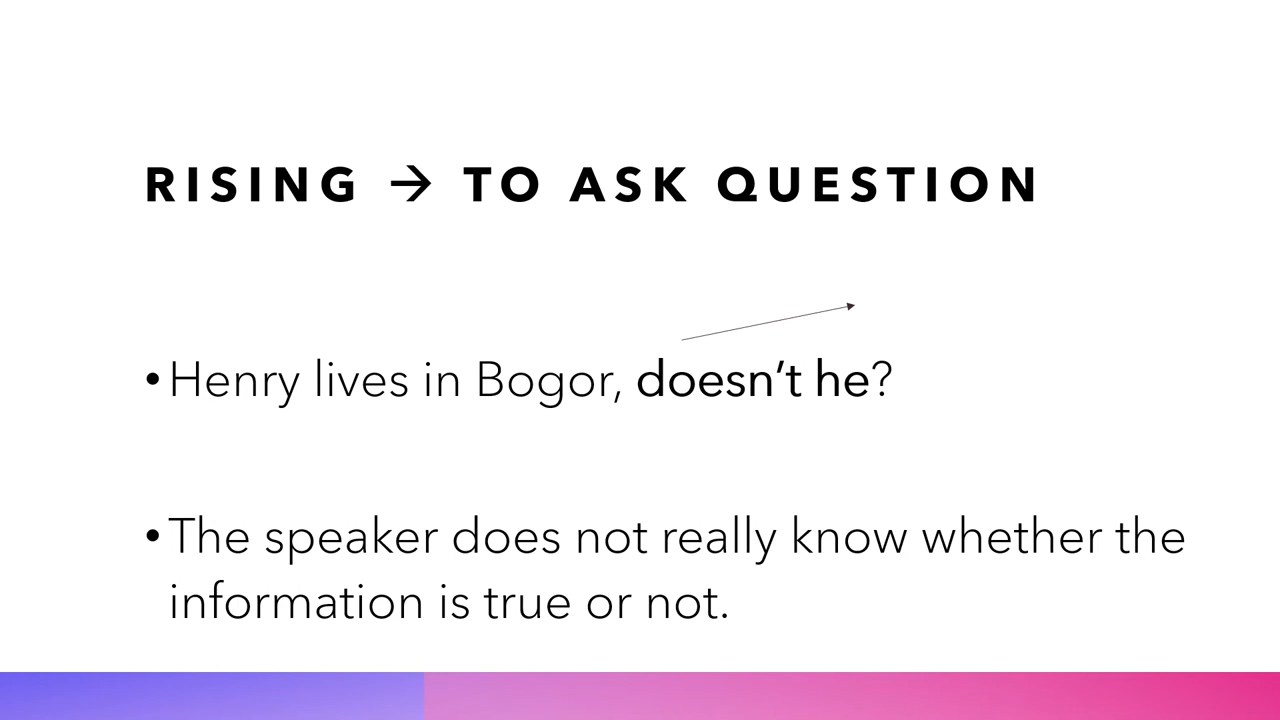 RISING → TO ASK QUESTION
•Henry lives in Bogor, doesn’t he?
•The speaker does not really know whether the
information is true or not.